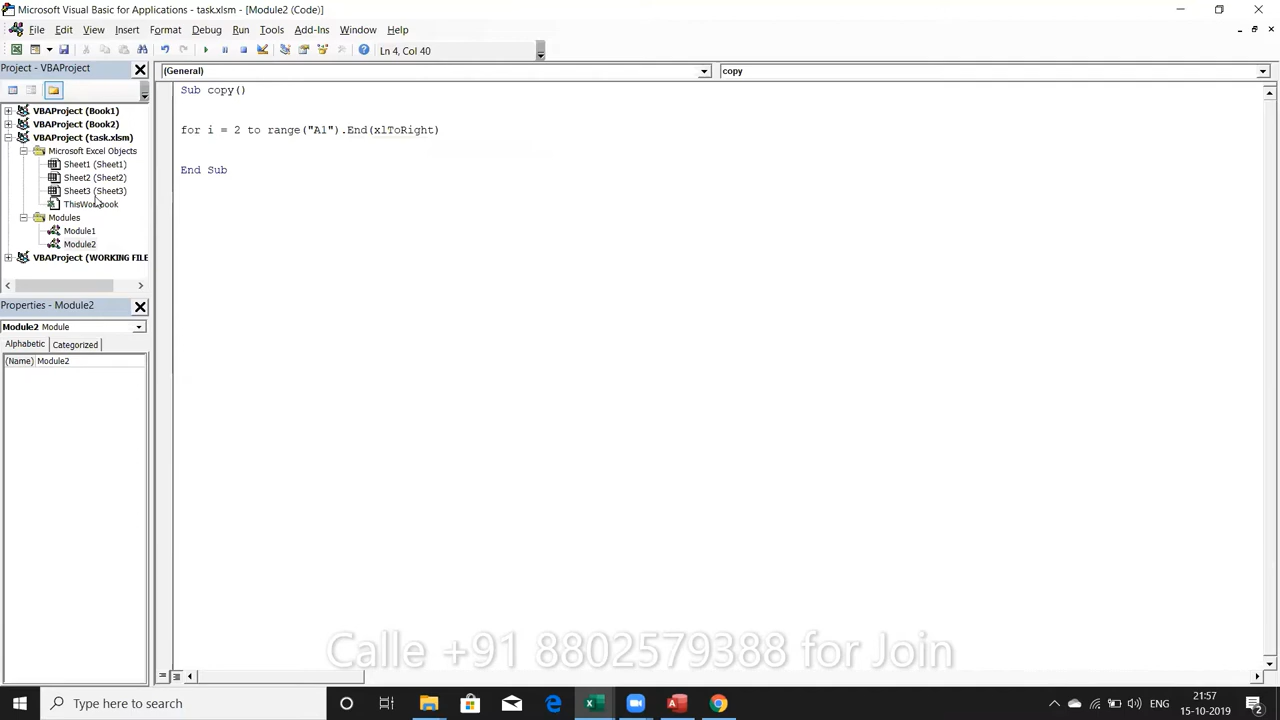 Microsoft Visual Basic for Applications - task.xlsm - [Module2 (Code)]
File Edit View Insert Format Debug Run Tools Add-Ins Window Help
Ln 4, Col 40
Project - VBAProject
(General)
copy
VBAProject (Book1)
VBAProject (Book2)
VBAProject (task.xlsm)
Microsoft Excel Objects
Sheet1 (Sheet1)
Sheet2 (Sheet2)
Sheet3 (Sheet3)
ThisWorkbook
Modules
Module1
Module2
VBAProject (WORKING FILE
Sub copy()
for i = 2 to range("A1").End(xlToRight)
End Sub
Properties - Module2
Module2 Module
Alphabetic Categorized
(Name) Module2
Calle +91 8802579388 for Join
Type here to search
ENG
21:57
15-10-2019
2